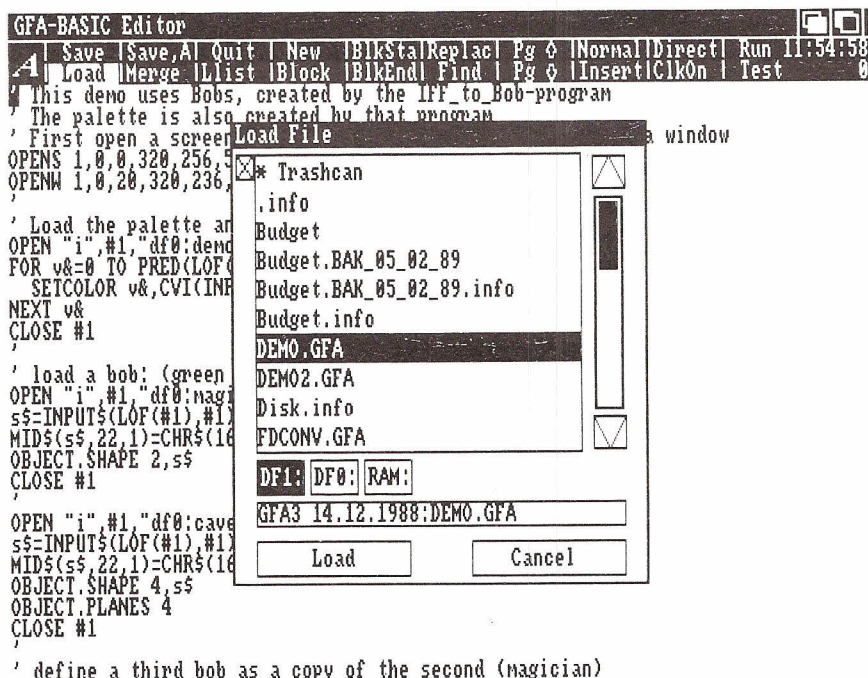 GFA-BASIC Editor
A Save |Save,A| Quit | New |BlkSta|Replac| Pg ◊ |Normal|Direct| Run 11:54:58
Load |Merge |Llist |Block |BlkEnd| Find | Pg ◊ |Insert|ClkOn | Test 0
' This demo uses Bobs, created by the IFF_to_Bob-program
' The palette is also created by that program
' First open a screen
a window
OPENS 1,0,0,320,256,5
OPENW 1,0,20,320,236,
'
' Load the palette an
OPEN "i",#1,"df0:demo
FOR v&=0 TO PRED(LOF(
SETCOLOR v&,CVI(INP
NEXT v&
CLOSE #1
'
' load a bob: (green
OPEN "i",#1,"df0:magi
s$=INPUT$(LOF(#1),#1)
MID$(s$,22,1)=CHR$(16
OBJECT.SHAPE 2,s$
CLOSE #1
'
OPEN "i",#1,"df0:cave
s$=INPUT$(LOF(#1),#1)
MID$(s$,22,1)=CHR$(16
OBJECT.SHAPE 4,s$
OBJECT.PLANES 4
CLOSE #1
'
' define a third bob as a copy of the second (magician)
Load File
* Trashcan
.info
Budget
Budget.BAK_05_02_89
Budget.BAK_05_02_89.info
Budget.info
DEMO.GFA
DEMO2.GFA
Disk.info
FDCONV.GFA
DF1: DF0: RAM:
GFA3 14.12.1988:DEMO.GFA
Load Cancel